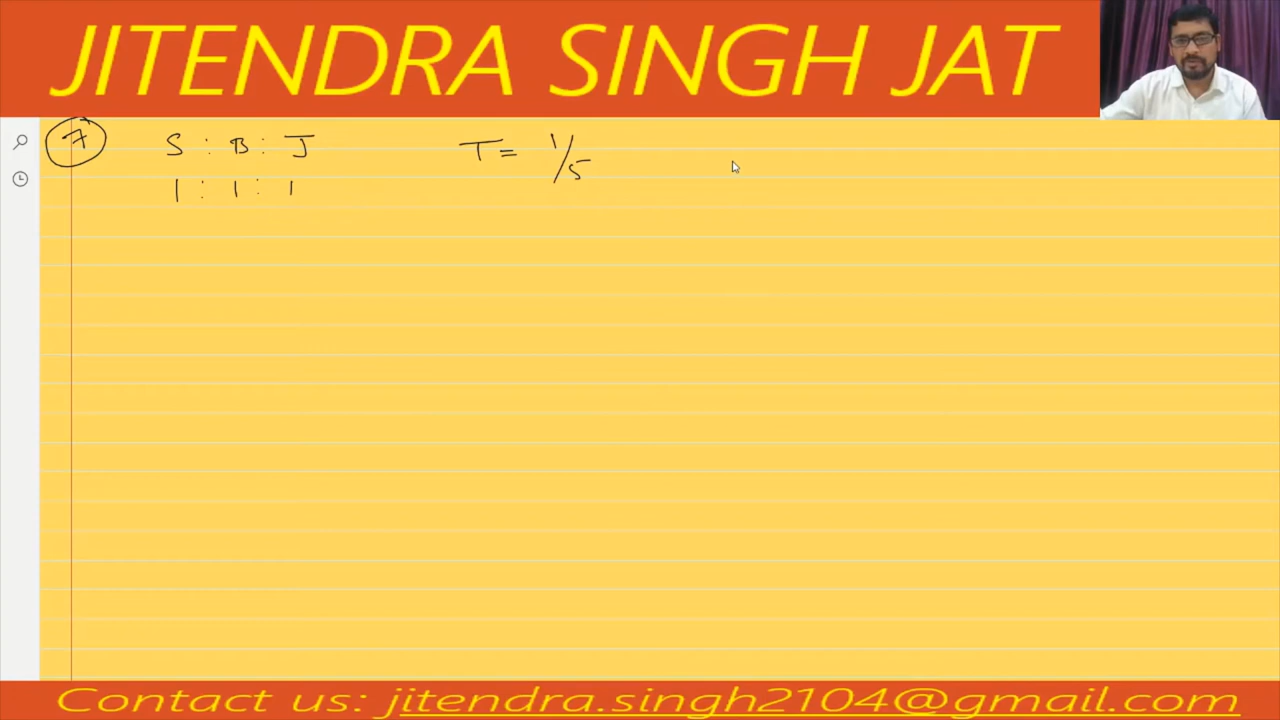 JITENDRA SINGH JAT
7
S : B : J
T = 1/5
1 : 1 : 1
Contact us: jitendra.singh2104@gmail.com